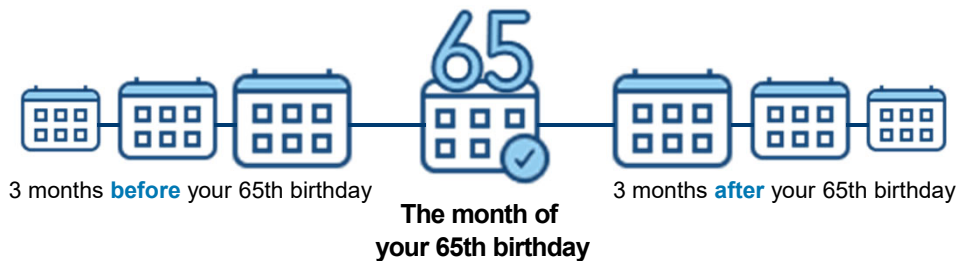 65
3 months before your 65th birthday
The month of
your 65th birthday
3 months after your 65th birthday